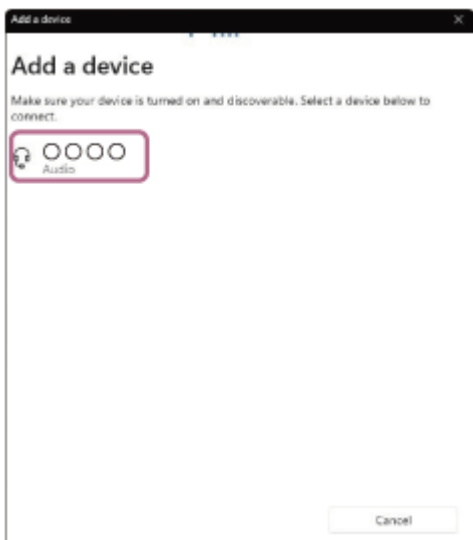 Add a device
Add a device
Make sure your device is turned on and discoverable. Select a device below to
connect.
○○○○
Audio
Cancel